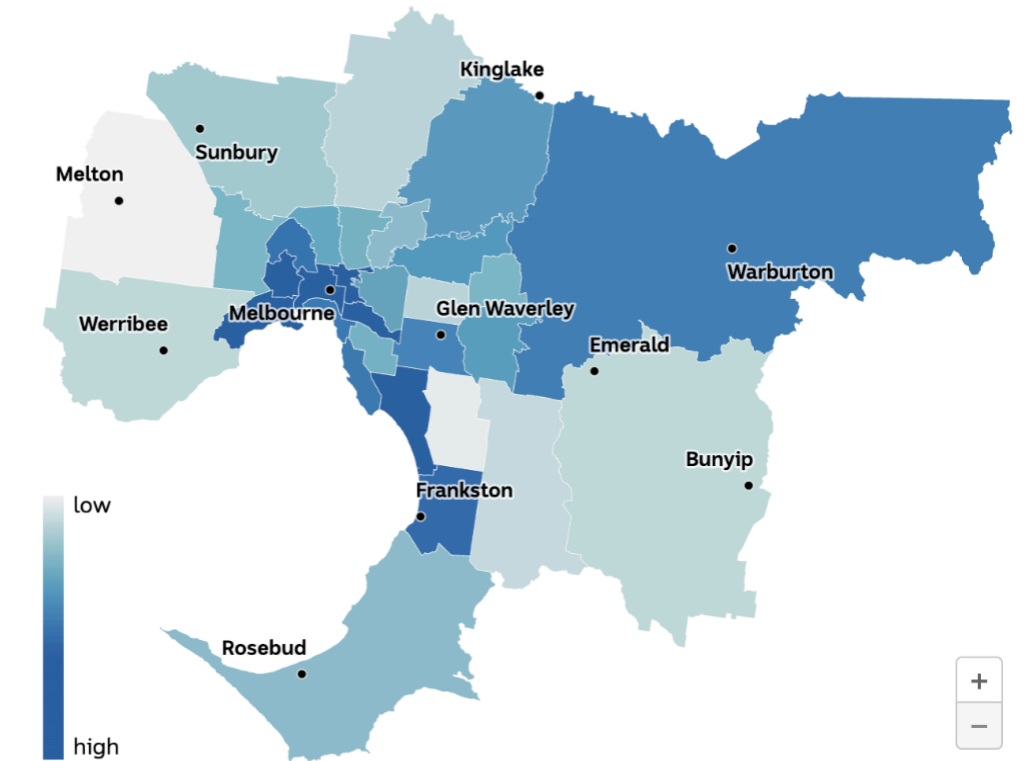 Kinglake
Sunbury
Melton
Warburton
Melbourne
Glen Waverley
Werribee
Emerald
Bunyip
Frankston
low
Rosebud
high
+
−